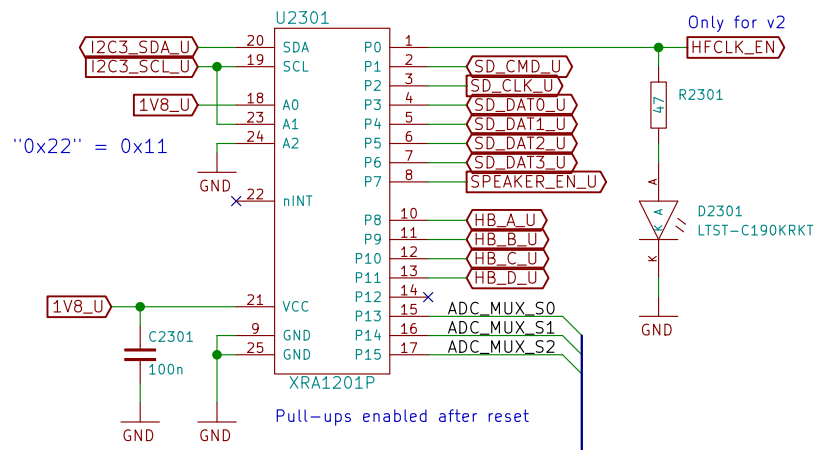 U2301
Only for v2
I2C3_SDA_U 20 SDA P0 1 HFCLK_EN
I2C3_SCL_U 19 SCL P1 2 SD_CMD_U
P2 3 SD_CLK_U
R2301
47
1V8_U 18 A0 P3 4 SD_DAT0_U
23 A1 P4 5 SD_DAT1_U
24 A2 P5 6 SD_DAT2_U
"0x22" = 0x11
P6 7 SD_DAT3_U
GND
P7 8 SPEAKER_EN_U
A
22 nINT
P8 10 HB_A_U
D2301
K A
LTST-C190KRKT
P9 11 HB_B_U
P10 12 HB_C_U
K
P11 13 HB_D_U
P12 14
1V8_U 21 VCC
P13 15 ADC_MUX_S0
GND
9 GND P14 16 ADC_MUX_S1
C2301
25 GND P15 17 ADC_MUX_S2
100n
XRA1201P
Pull-ups enabled after reset
GND
GND